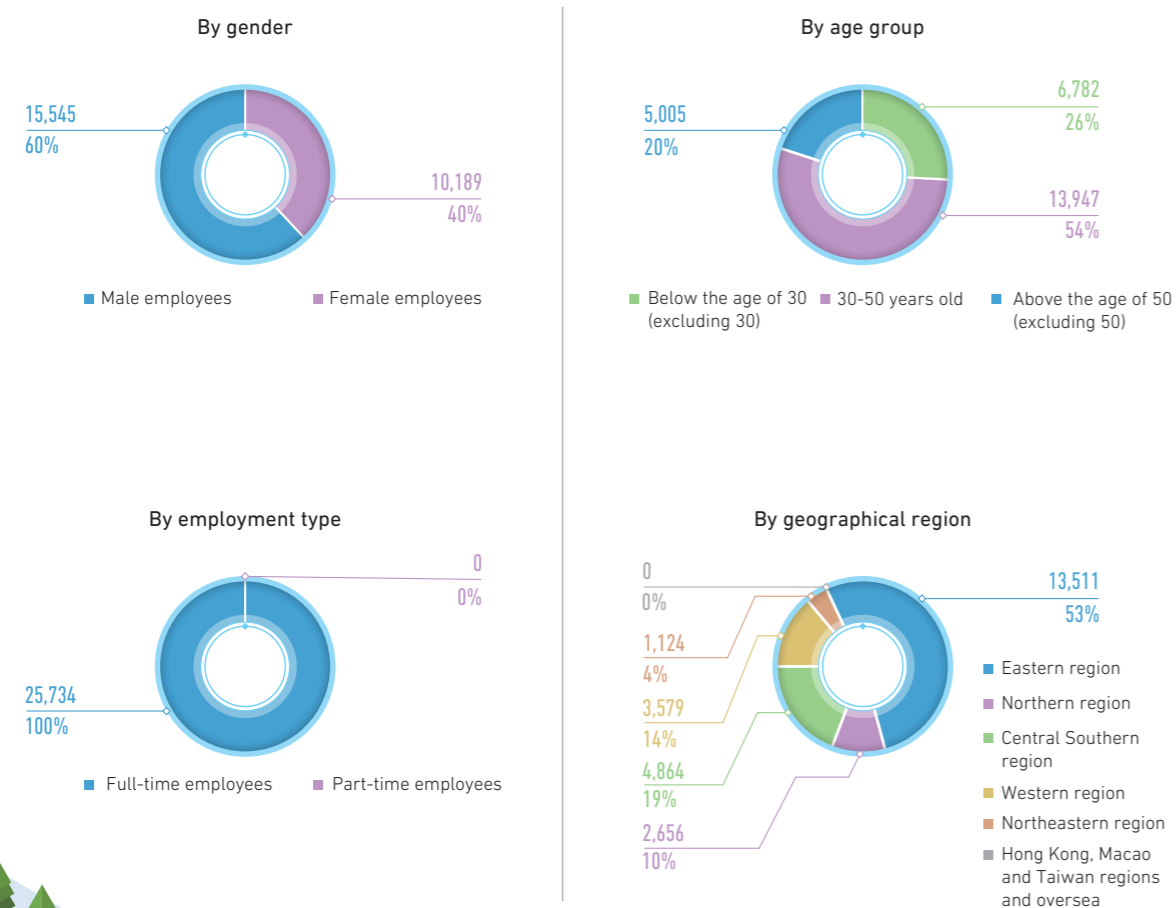 By gender
15,545
60%
10,189
40%
Male employees
Female employees
By age group
5,005
20%
6,782
26%
13,947
54%
Below the age of 30
(excluding 30)
30-50 years old
Above the age of 50
(excluding 50)
By employment type
0
0%
25,734
100%
Full-time employees
Part-time employees
By geographical region
0
0%
1,124
4%
3,579
14%
4,864
19%
2,656
10%
13,511
53%
Eastern region
Northern region
Central Southern
region
Western region
Northeastern region
Hong Kong, Macao
and Taiwan regions
and oversea